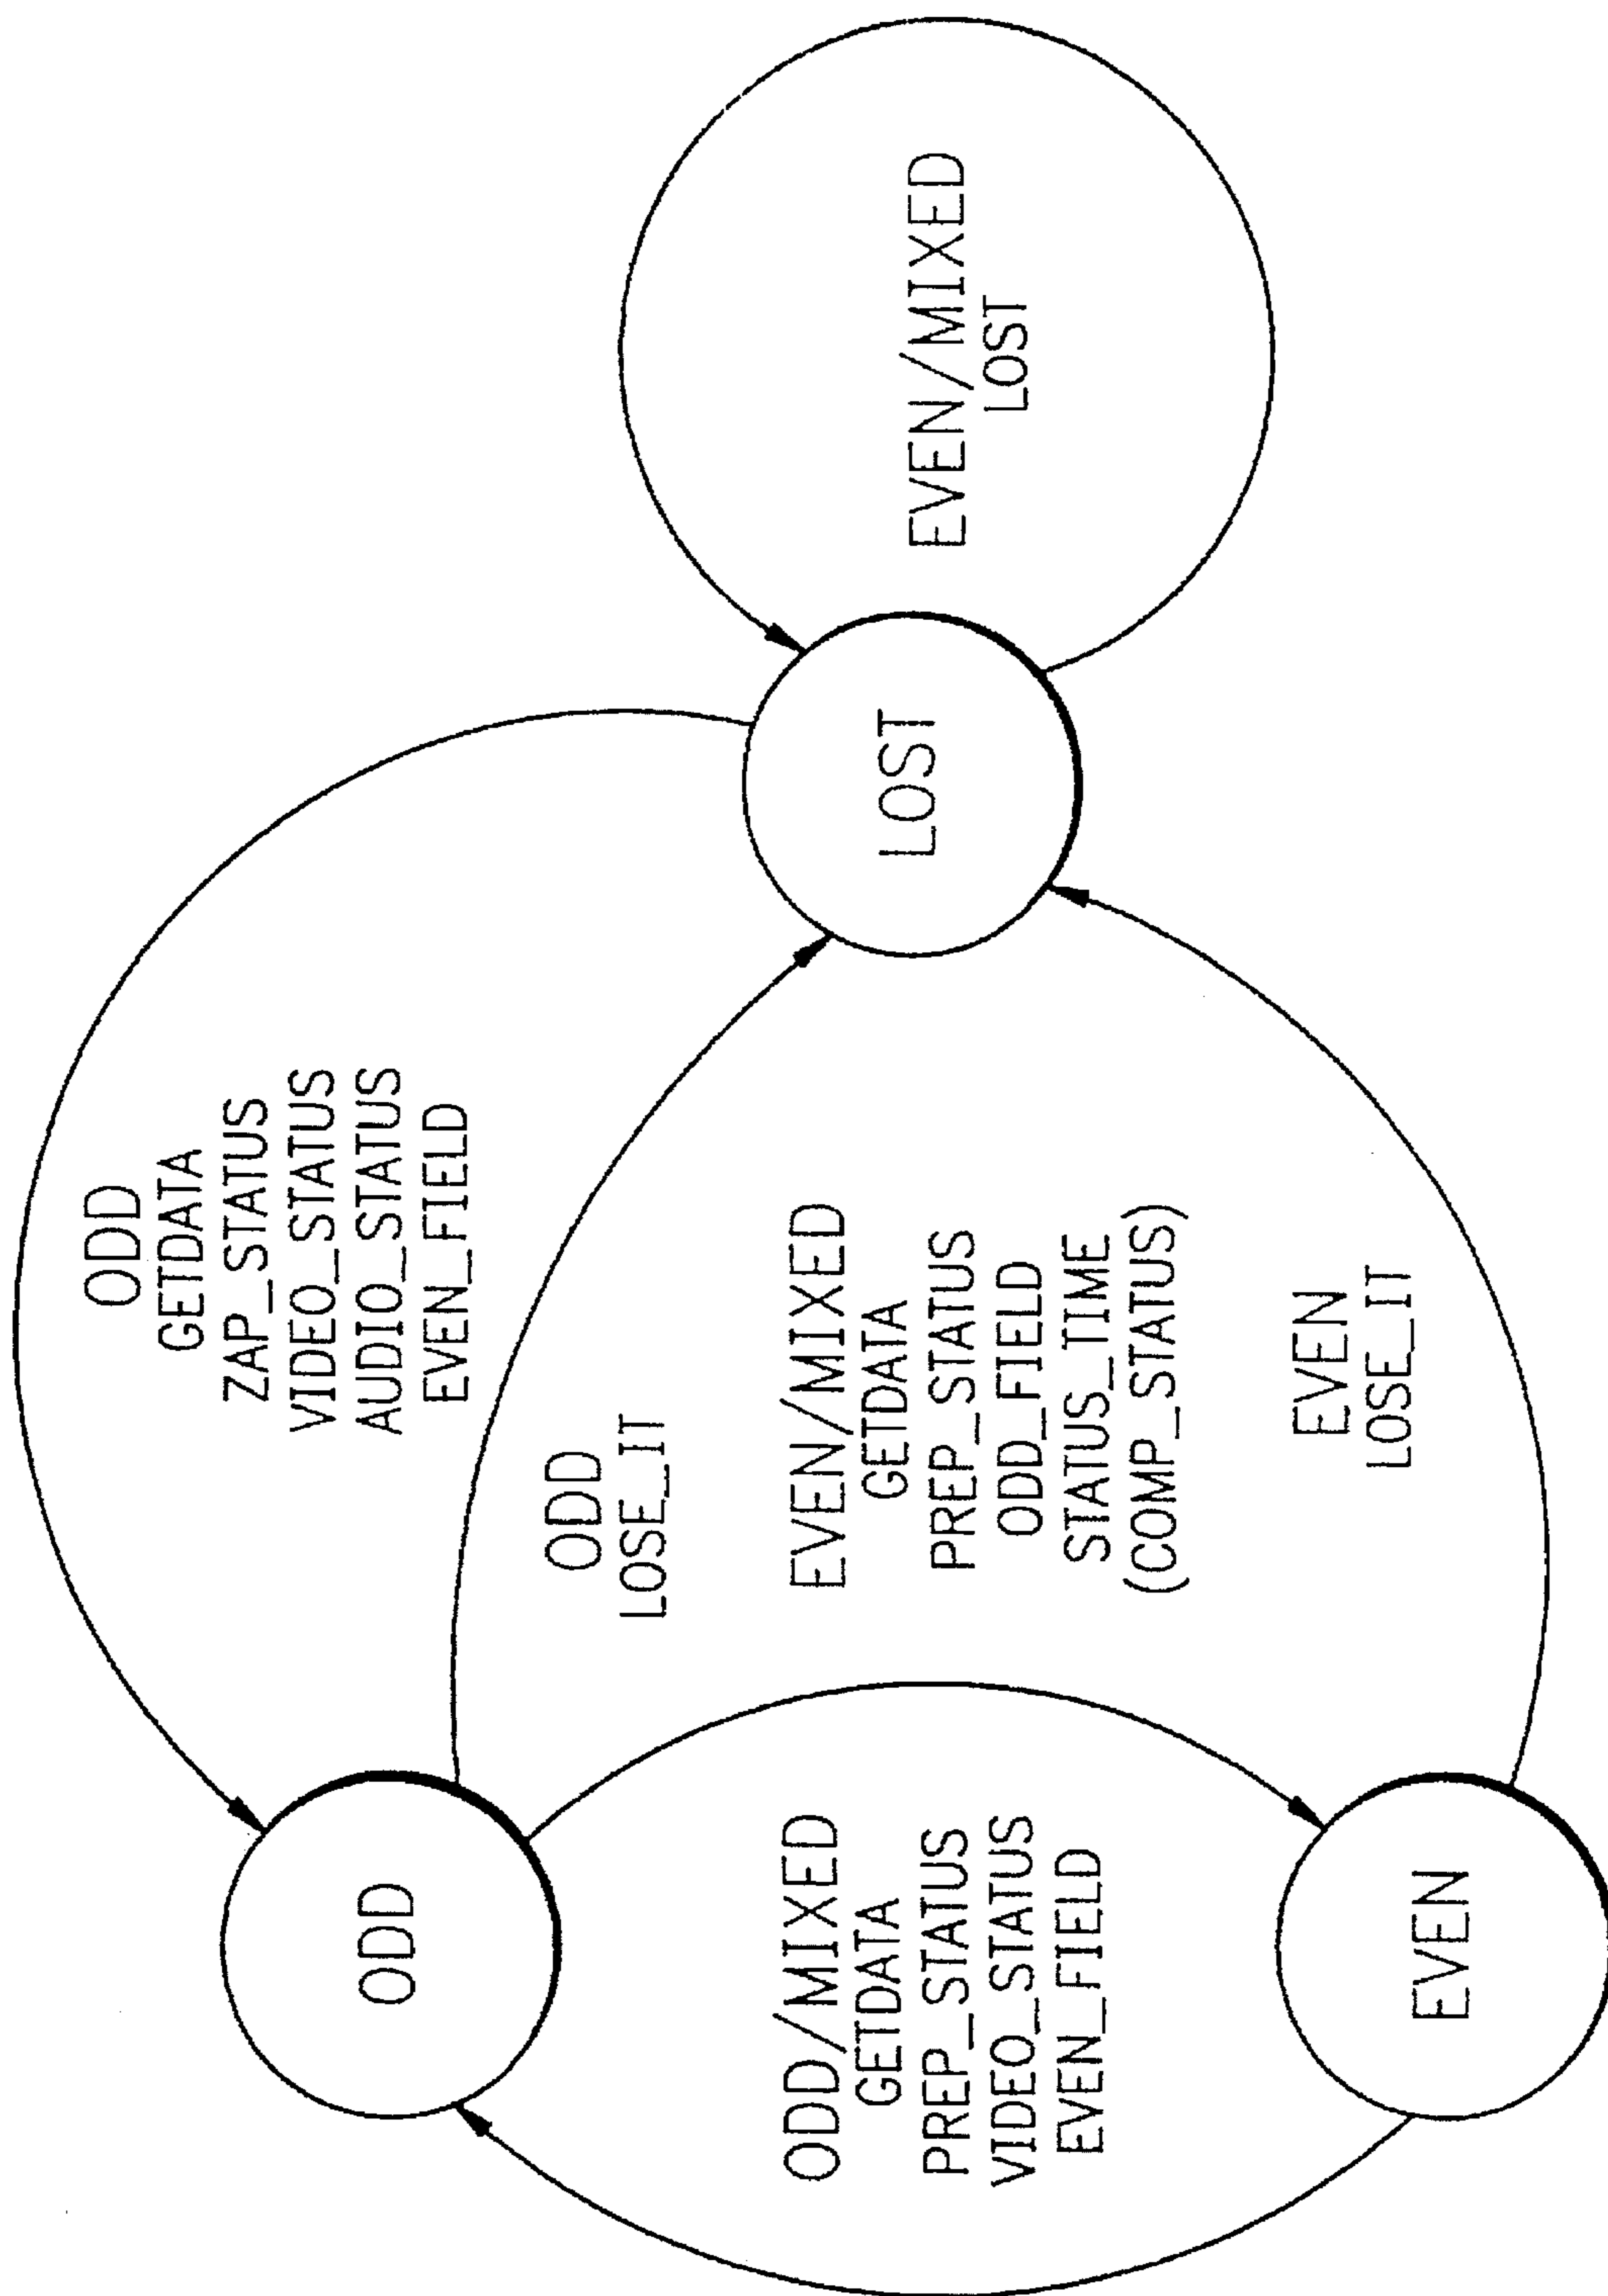 ODD
GETDATA
ZAP_STATUS
VIDEO_STATUS
AUDIO_STATUS
EVEN_FIELD
ODD
ODD
LOSE_IT
LOST
EVEN/MIXED
LOST
ODD/MIXED
GETDATA
PREP_STATUS
VIDEO_STATUS
EVEN_FIELD
EVEN/MIXED
GETDATA
PREP_STATUS
ODD_FIELD
STATUS_TIME
(COMP_STATUS)
EVEN
LOSE_IT
EVEN